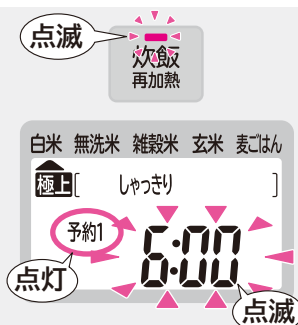 点滅
炊飯
再加熱
白米 無洗米 雑穀米 玄米 麦ごはん
極上[ しゃっきり ]
予約1
6:00
点灯
点滅